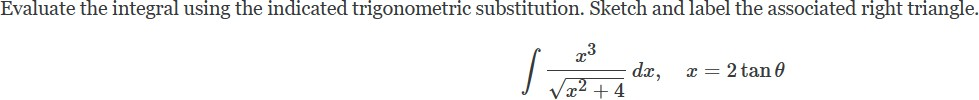 Evaluate the integral using the indicated trigonometric substitution. Sketch and label the associated right triangle.
∫ x³/√(x² + 4) dx, x = 2 tan θ